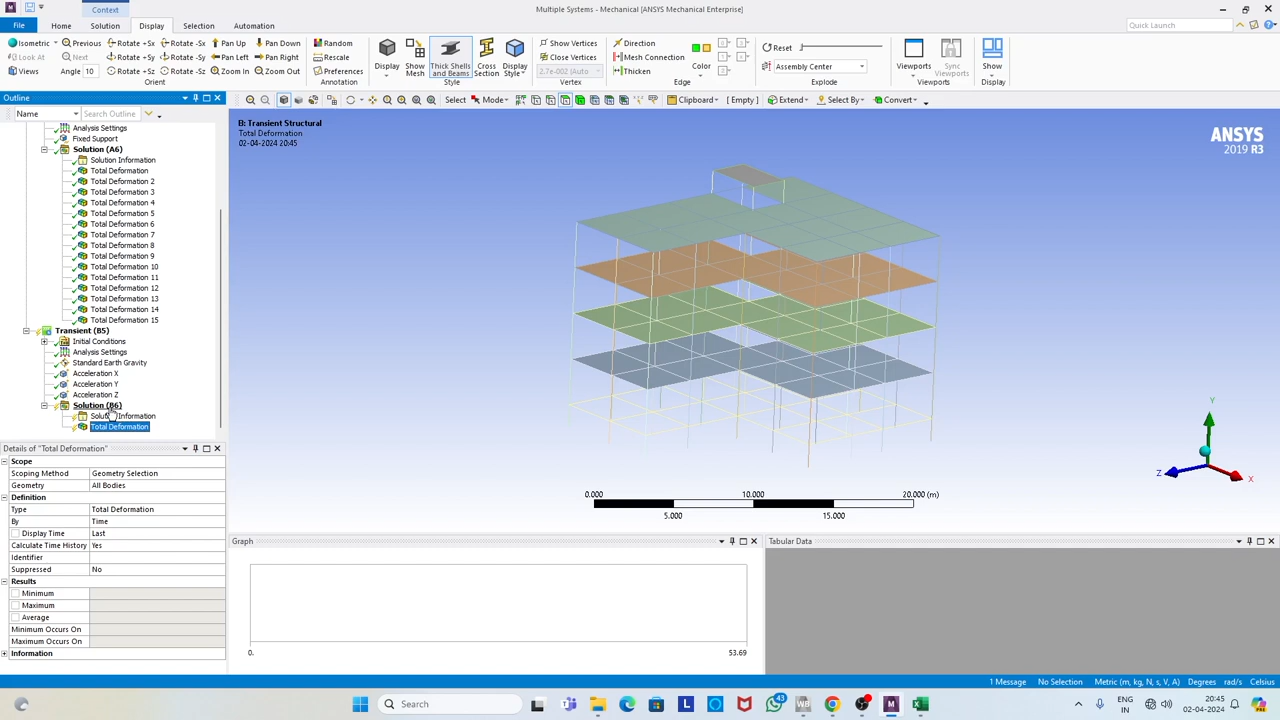 Context
Multiple Systems - Mechanical [ANSYS Mechanical Enterprise]
File Home Solution Display Selection Automation Quick Launch
Isometric Previous Rotate +Sx Rotate -Sx Pan Up Pan Down Random
Look At Next Rotate +Sy Rotate -Sy Pan Left Pan Right Rescale
Views Angle 10 Rotate +Sz Rotate -Sz Zoom In Zoom Out Preferences
Orient Annotation
Display Show Mesh Thick Shells and Beams Cross Section Display Style
Style
Show Vertices
Close Vertices
2.7e-002 (Auto
Vertex
Direction
Mesh Connection
Thicken
Color
Edge
Reset
Assembly Center
Explode
Viewports Sync Viewports
Viewports
Show
Display
Outline
Name Search Outline
Select Mode Clipboard [ Empty ] Extend Select By Convert
Analysis Settings
Fixed Support
Solution (A6)
Solution Information
Total Deformation
Total Deformation 2
Total Deformation 3
Total Deformation 4
Total Deformation 5
Total Deformation 6
Total Deformation 7
Total Deformation 8
Total Deformation 9
Total Deformation 10
Total Deformation 11
Total Deformation 12
Total Deformation 13
Total Deformation 14
Total Deformation 15
Transient (B5)
Initial Conditions
Analysis Settings
Standard Earth Gravity
Acceleration X
Acceleration Y
Acceleration Z
Solution (B6)
Solution Information
Total Deformation
Details of "Total Deformation"
Scope
Scoping Method Geometry Selection
Geometry All Bodies
Definition
Type Total Deformation
By Time
Display Time Last
Calculate Time History Yes
Identifier
Suppressed No
Results
Minimum
Maximum
Average
Minimum Occurs On
Maximum Occurs On
Information
B: Transient Structural
Total Deformation
02-04-2024 20:45
ANSYS
2019 R3
0.000 10.000 20.000 (m)
5.000 15.000
Y
Z X
Graph
0. 53.69
Tabular Data
1 Message No Selection Metric (m, kg, N, s, V, A) Degrees rad/s Celsius
Search
43
ENG
IN
20:45
02-04-2024